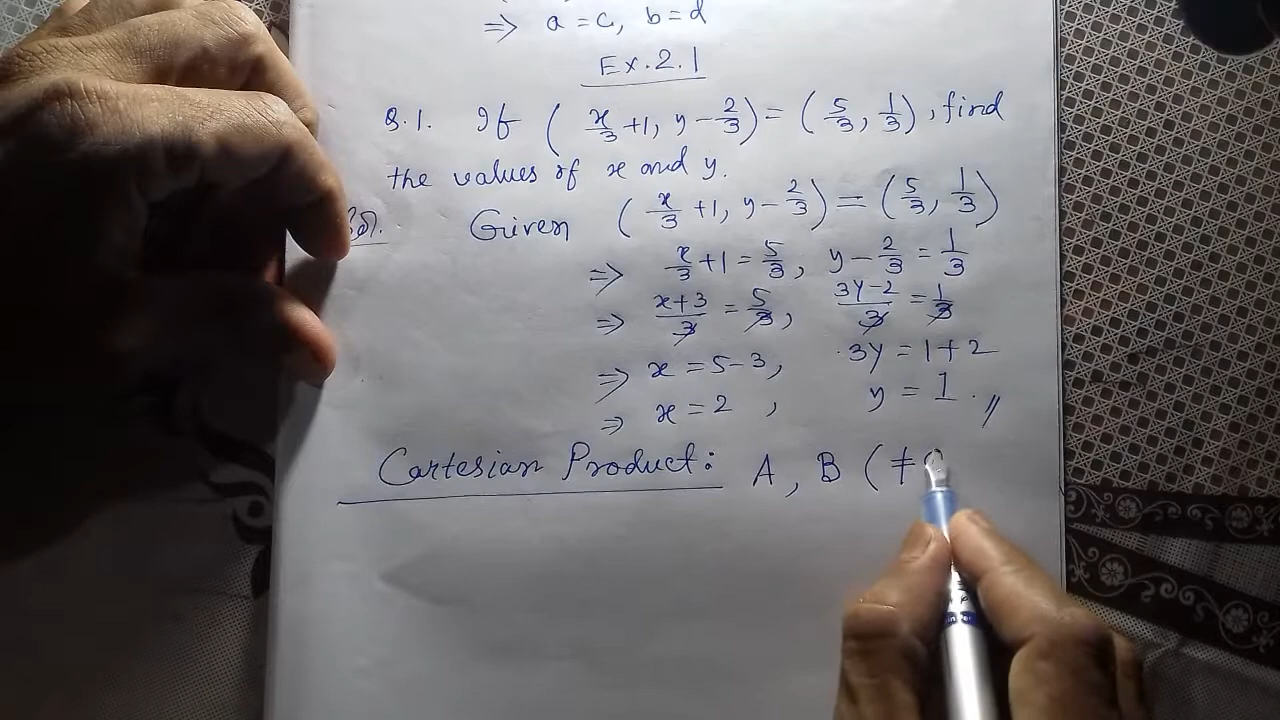 ⇒ a = c, b = d
Ex. 2.1
Q.1. If (x/3 + 1, y − 2/3) = (5/3, 1/3), find
the values of x and y.
Sol. Given (x/3 + 1, y − 2/3) = (5/3, 1/3)
⇒ x/3 + 1 = 5/3, y − 2/3 = 1/3
⇒ (x+3)/3 = 5/3, (3y−2)/3 = 1/3
⇒ x = 5 − 3, 3y = 1 + 2
⇒ x = 2, y = 1.
Cartesian Product: A, B (≠